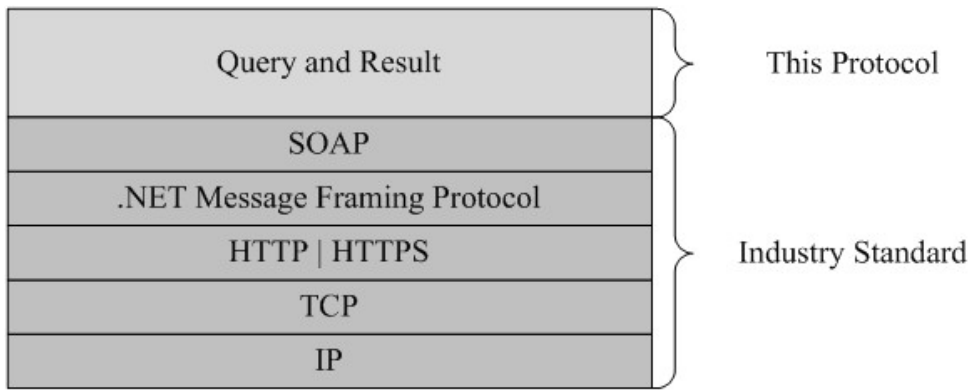 Query and Result
This Protocol
SOAP
.NET Message Framing Protocol
HTTP | HTTPS
Industry Standard
TCP
IP